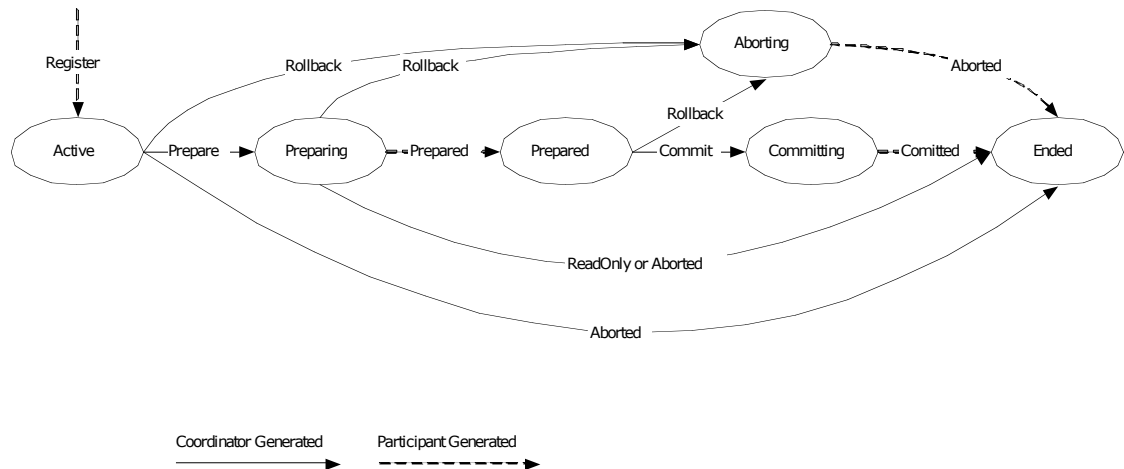 Aborting
Register
Rollback
Rollback
Aborted
Rollback
Active
Prepare
Preparing
Prepared
Prepared
Commit
Committing
Comitted
Ended
ReadOnly or Aborted
Aborted
Coordinator Generated
Participant Generated